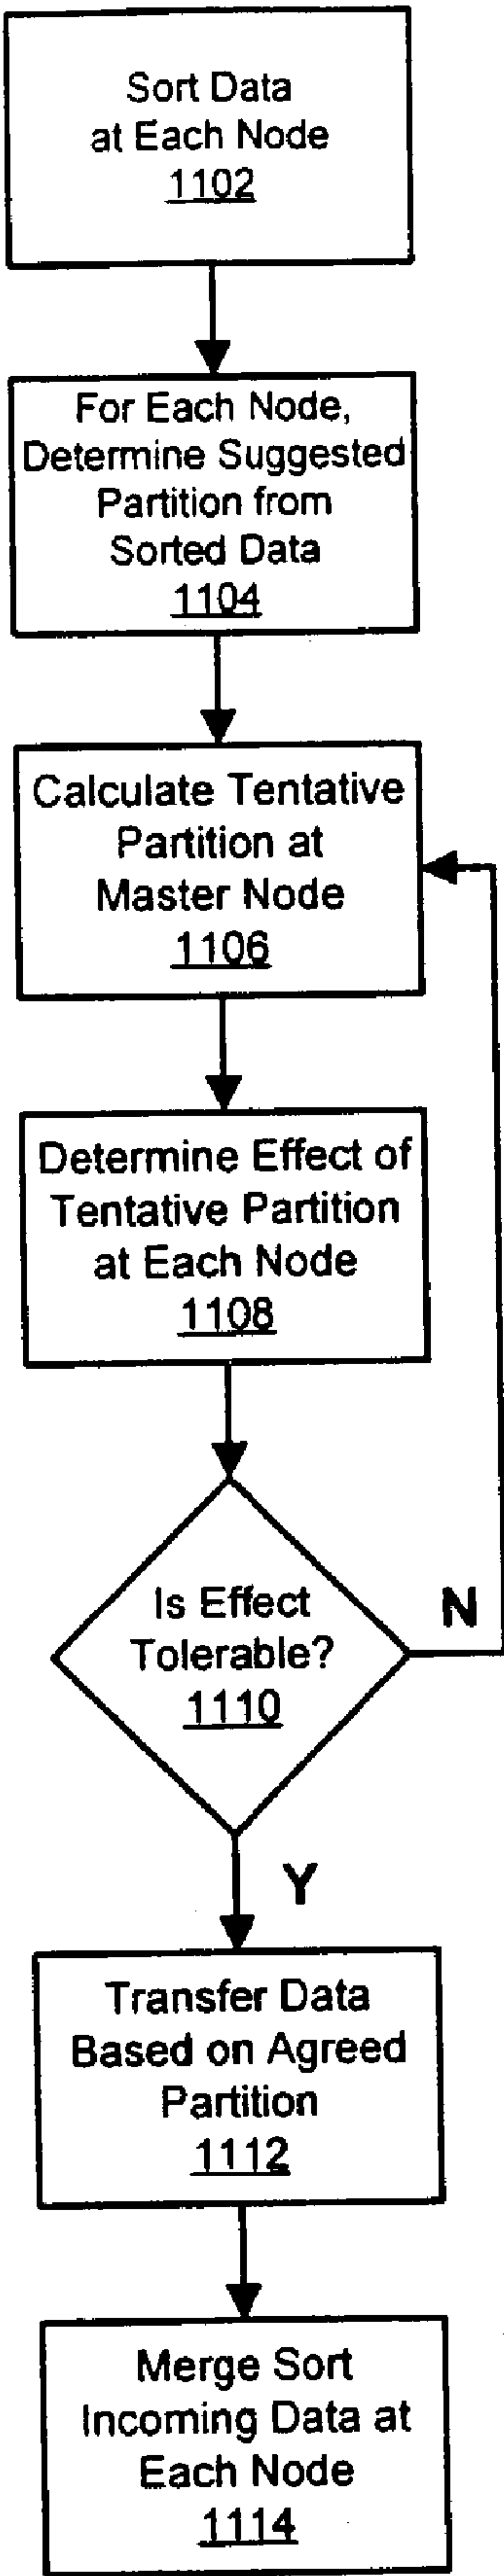 Sort Data
at Each Node
1102
For Each Node,
Determine Suggested
Partition from
Sorted Data
1104
Calculate Tentative
Partition at
Master Node
1106
Determine Effect of
Tentative Partition
at Each Node
1108
Is Effect
Tolerable?
1110
N
Y
Transfer Data
Based on Agreed
Partition
1112
Merge Sort
Incoming Data at
Each Node
1114